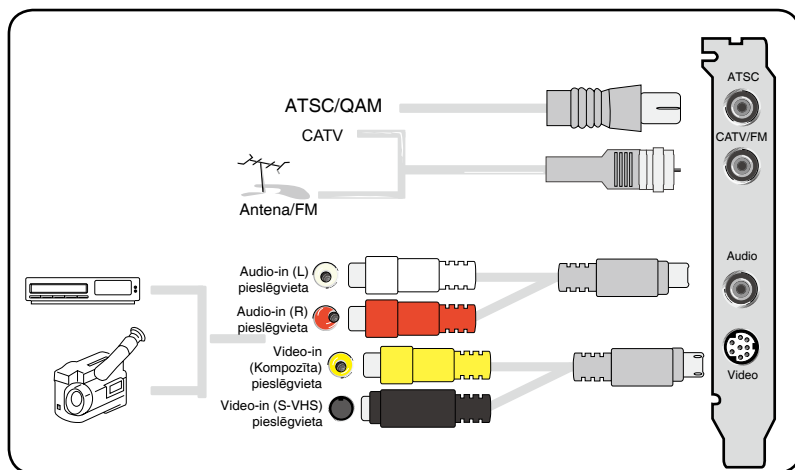 ATSC/QAM
CATV
Antena/FM
Audio-in (L)
pieslēgvieta
Audio-in (R)
pieslēgvieta
Video-in
(Kompozīta)
pieslēgvieta
Video-in (S-VHS)
pieslēgvieta
ATSC
CATV/FM
Audio
Video